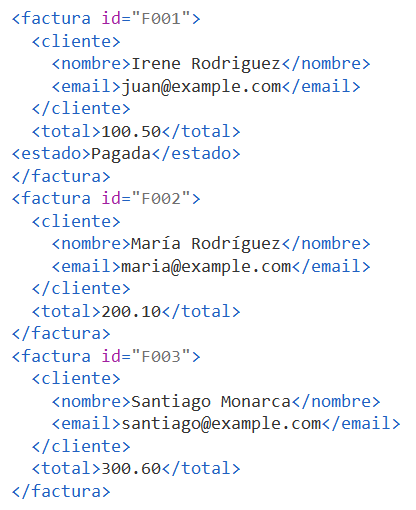 <factura id="F001">
  <cliente>
    <nombre>Irene Rodriguez</nombre>
    <email>juan@example.com</email>
  </cliente>
  <total>100.50</total>
<estado>Pagada</estado>
</factura>
<factura id="F002">
  <cliente>
    <nombre>María Rodríguez</nombre>
    <email>maria@example.com</email>
  </cliente>
  <total>200.10</total>
</factura>
<factura id="F003">
  <cliente>
    <nombre>Santiago Monarca</nombre>
    <email>santiago@example.com</email>
  </cliente>
  <total>300.60</total>
</factura>